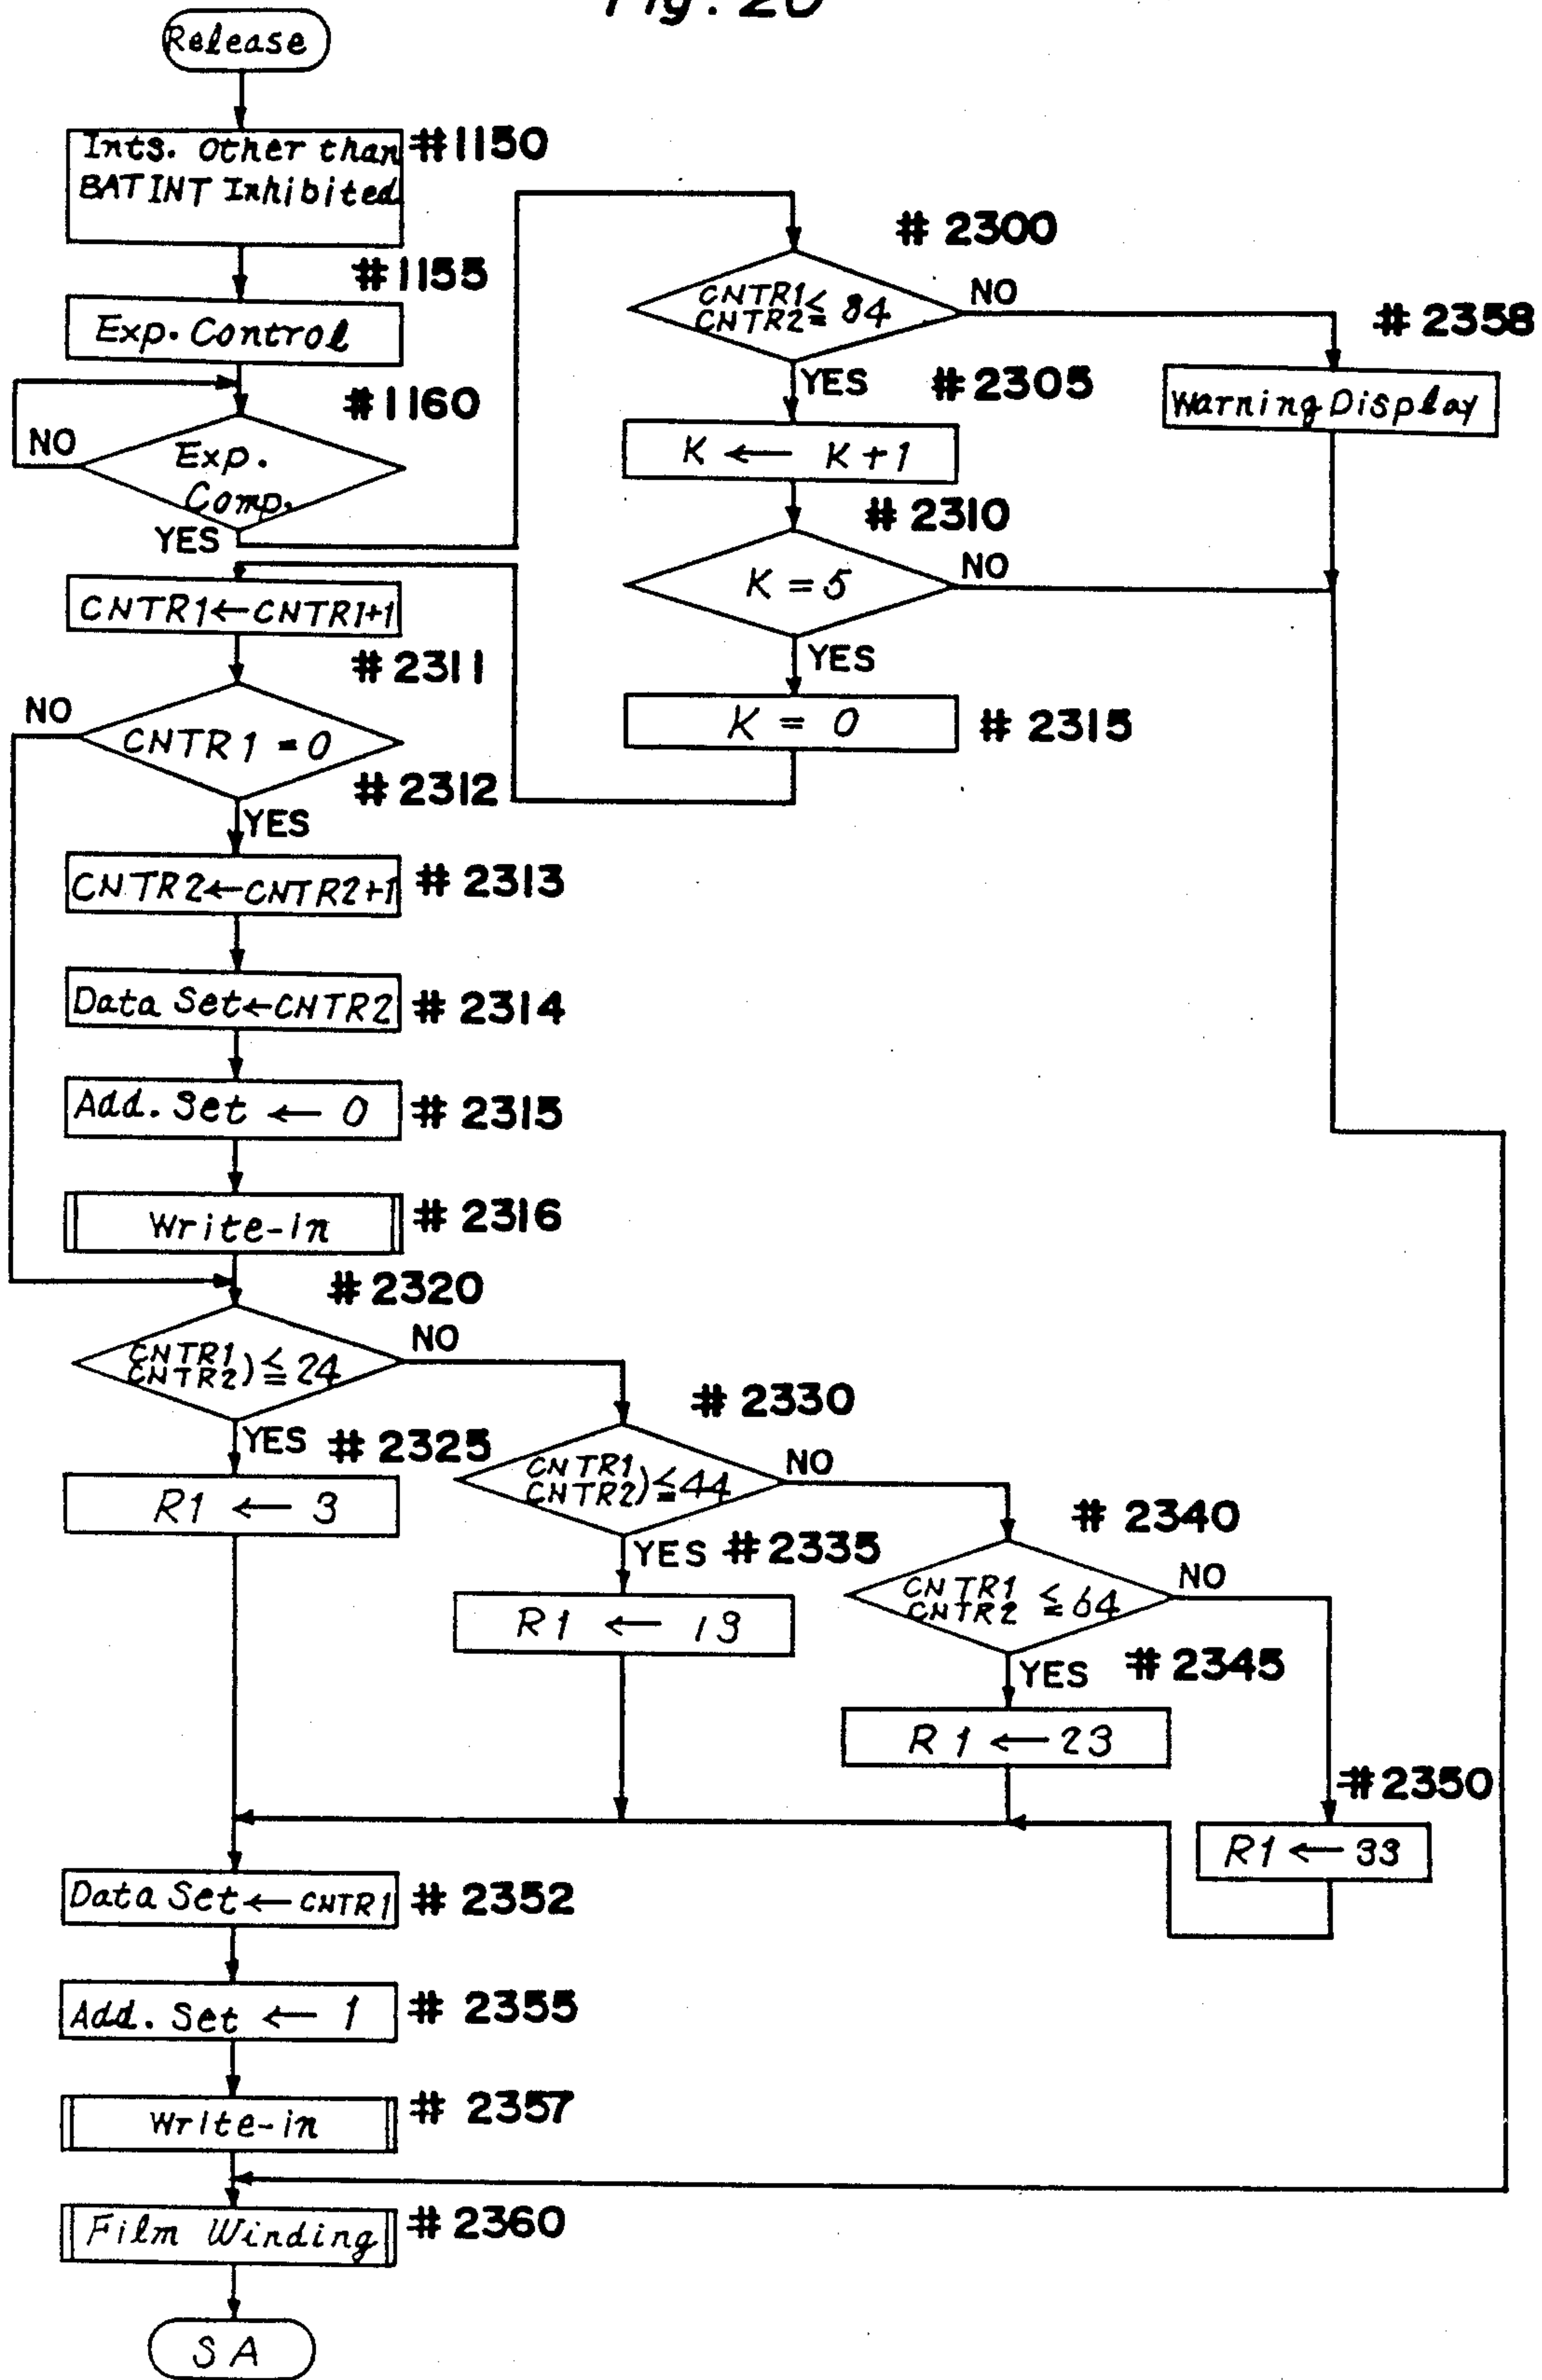 Fig. 20
Release
Ints. Other than
BATINT Inhibited
#1150
#1155
Exp. Control
#1160
NO
Exp.
Comp.
YES
# 2300
CNTR1
CNTR2 ≦ 84
NO
# 2358
YES
# 2305
Warning Display
K ← K+1
# 2310
K = 5
NO
YES
K = 0
# 2315
CNTR1←CNTR1+1
# 2311
NO
CNTR1 = 0
# 2312
YES
CNTR2←CNTR2+1
# 2313
Data Set←CNTR2
# 2314
Add. Set ← 0
# 2315
Write-in
# 2316
# 2320
CNTR1
CNTR2) ≦ 24
NO
YES
# 2325
R1 ← 3
# 2330
CNTR1
CNTR2) ≦ 44
NO
YES
# 2335
R1 ← 13
# 2340
CNTR1
CNTR2 ≦ 64
NO
YES
# 2345
R1 ← 23
# 2350
R1 ← 33
Data Set ← CNTR1
# 2352
Add. Set ← 1
# 2355
Write-in
# 2357
Film Winding
# 2360
SA